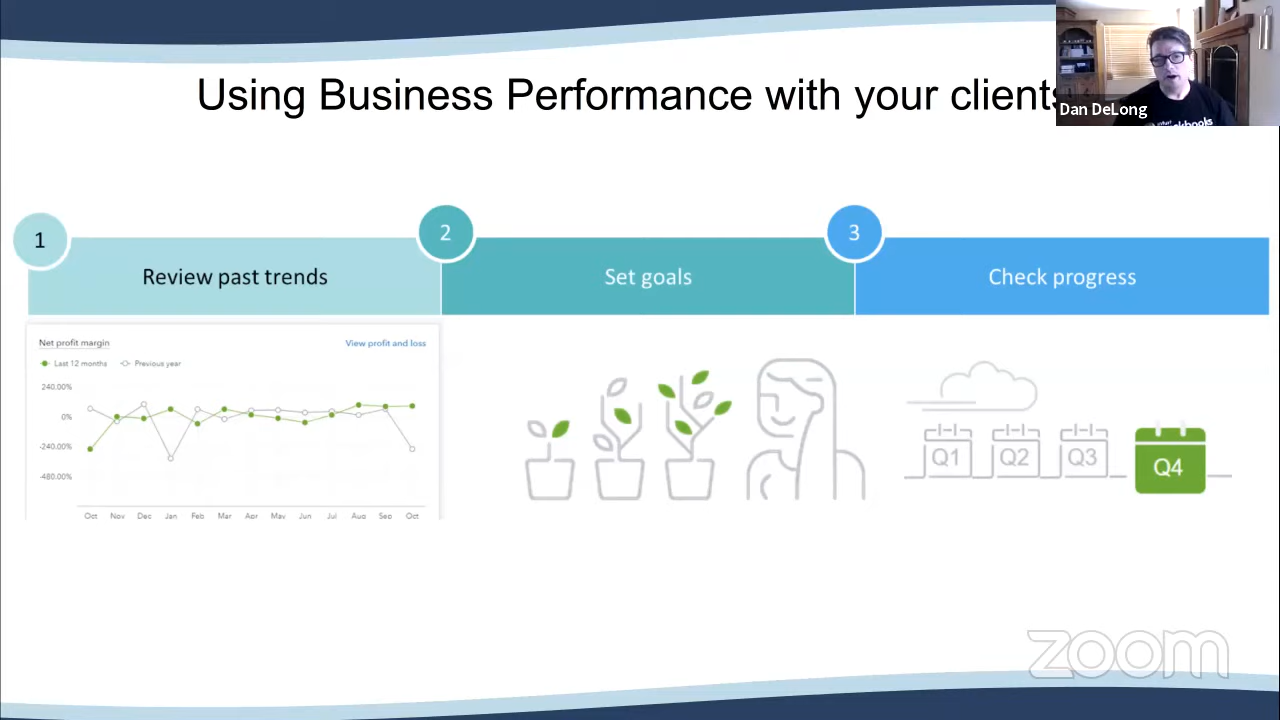 Using Business Performance with your clients
Dan DeLong
1
2
3
Review past trends
Set goals
Check progress
Net profit margin
View profit and loss
Last 12 months
Previous year
240.00%
0%
-240.00%
-480.00%
Oct Nov Dec Jan Feb Mar Apr May Jun Jul Aug Sep Oct
Q1 Q2 Q3 Q4
zoom